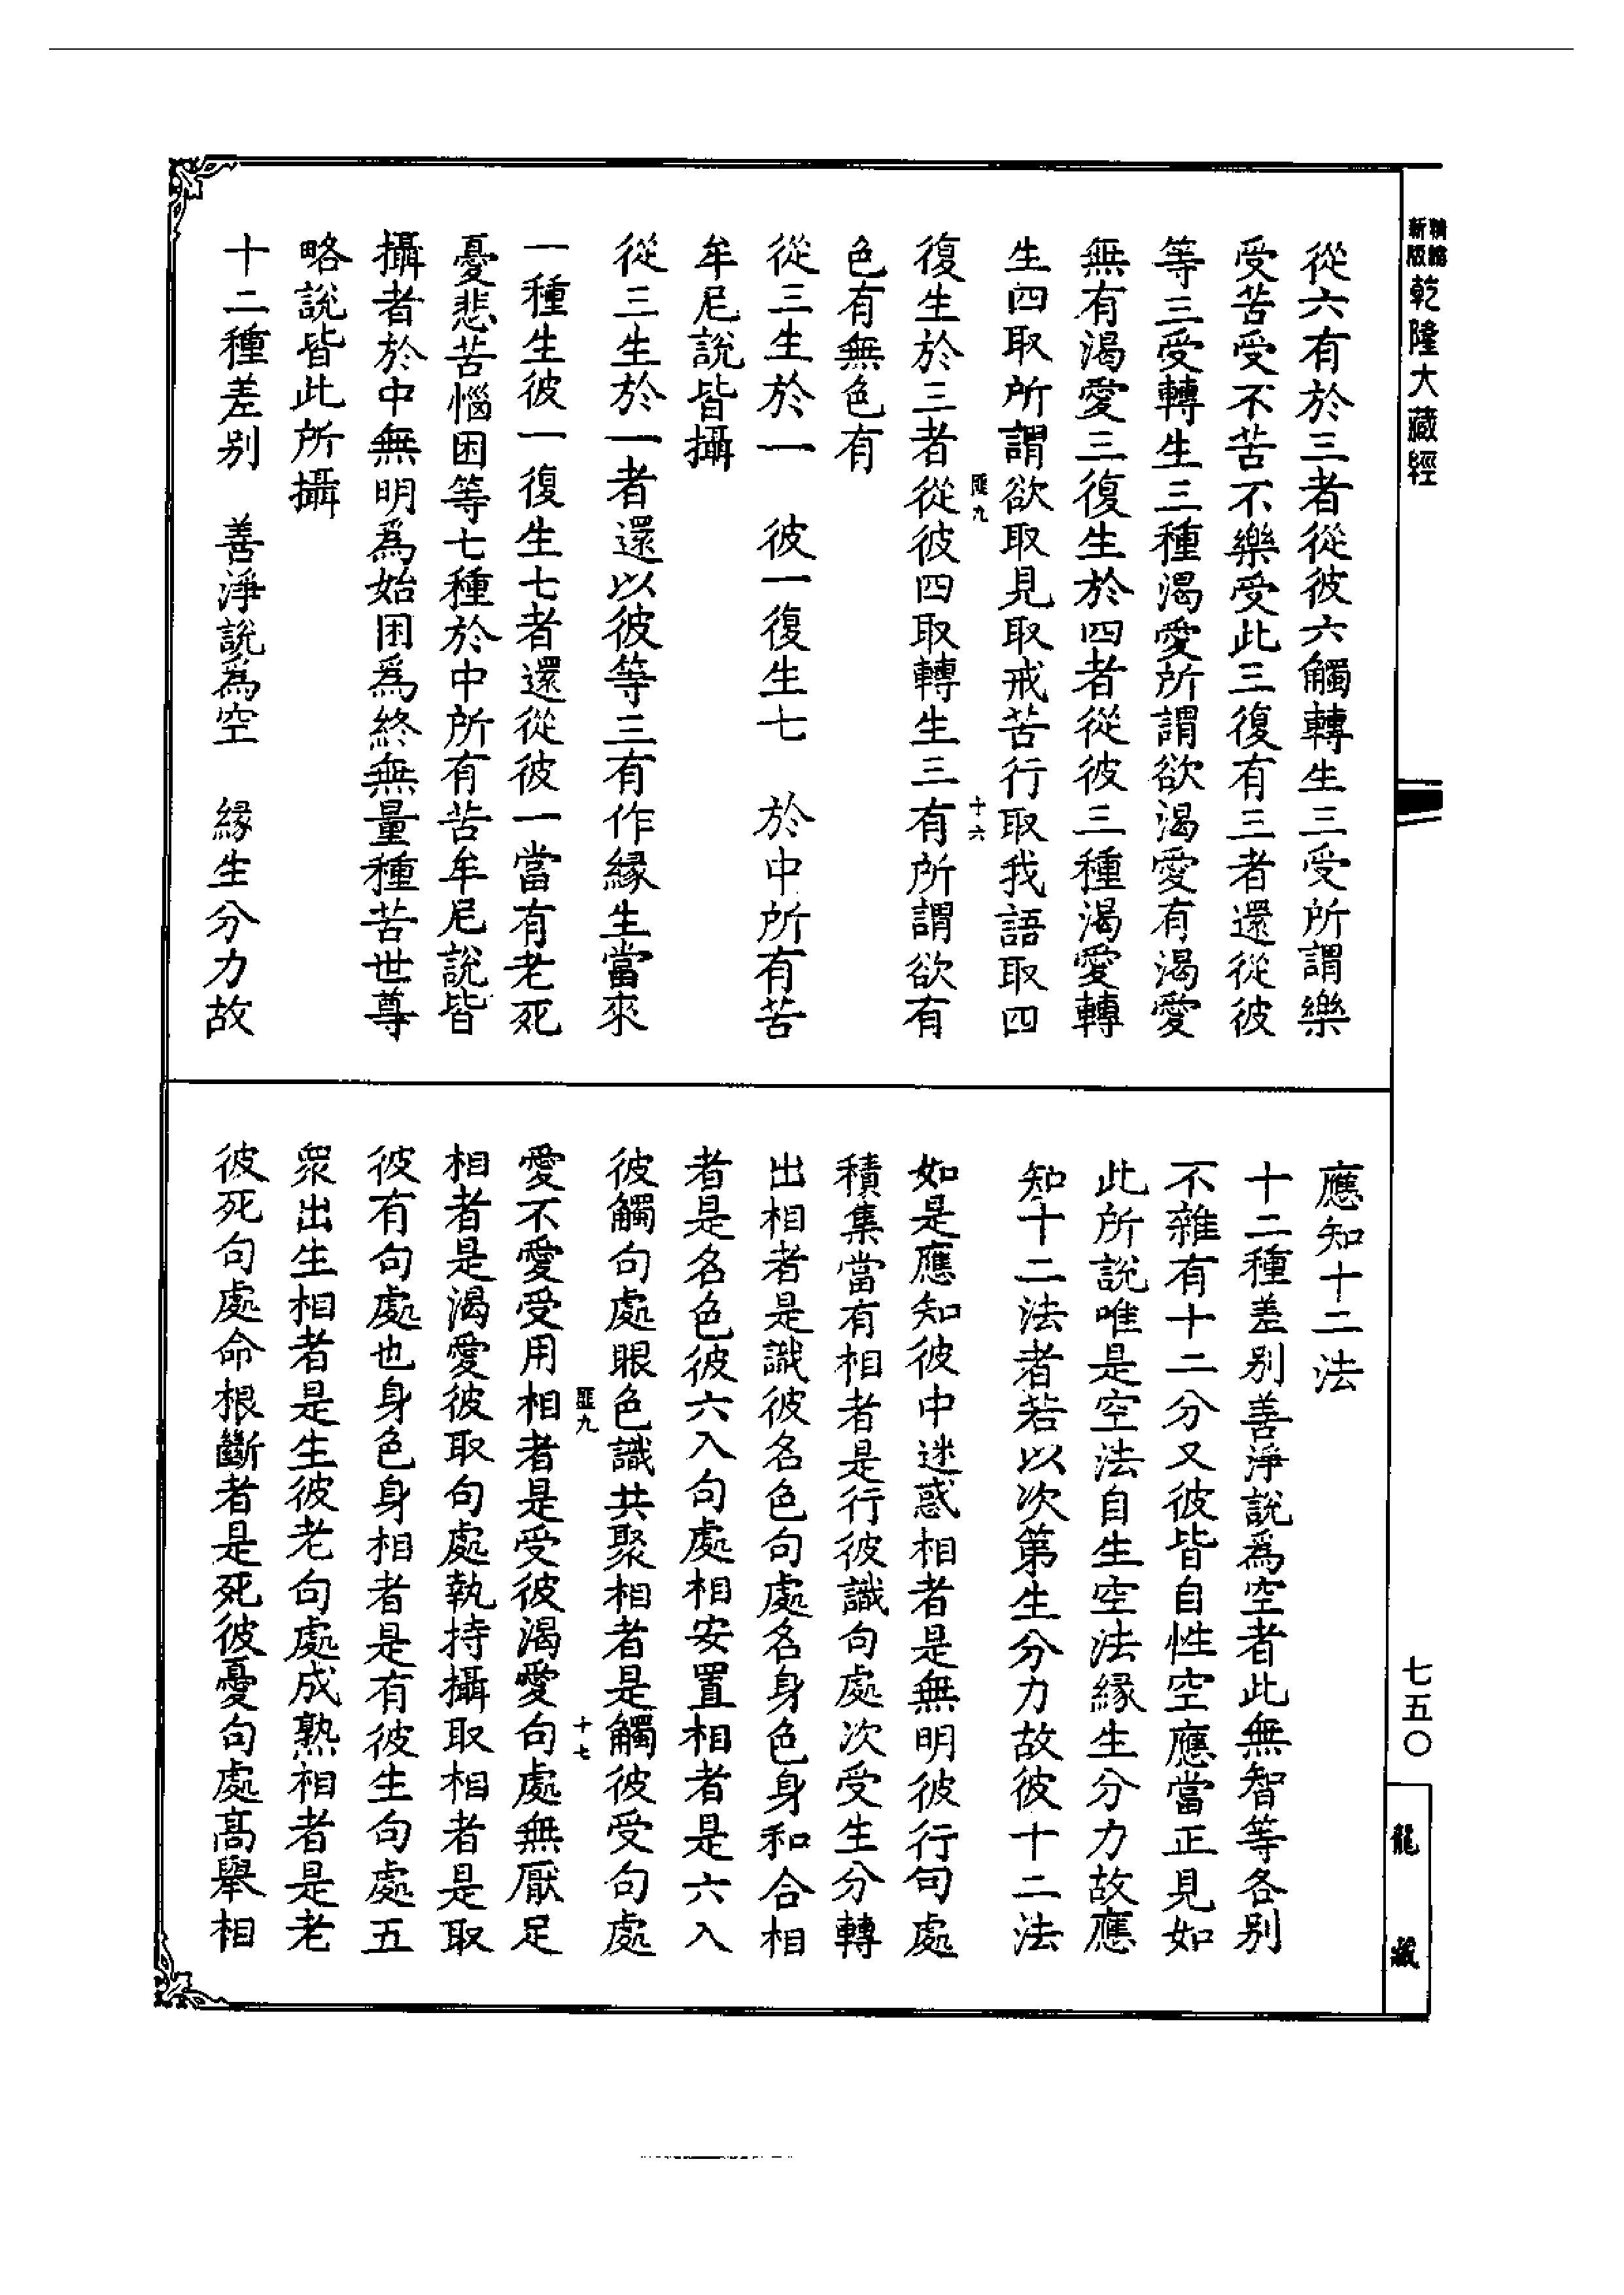 精縮新版乾隆大藏經
從六有於三者從彼六觸轉生三受所謂樂
受苦受不苦不樂受此三復有三者還從彼
等三受轉生三種渴愛所謂欲渴愛有渴愛
無有渴愛三復生於四者從彼三種渴愛轉
生四取所謂欲取見取戒苦行取我語取四
復生於三者從彼四取轉生三有所謂欲有
匪九 十六
色有無色有
從三生於一 彼一復生七 於中所有苦
牟尼說皆攝
從三生於一者還以彼等三有作緣生當來
一種生彼一復生七者還從彼一當有老死
憂悲苦惱困等七種於中所有苦牟尼說皆
攝者於中無明爲始困爲終無量種苦世尊
略說皆此所攝
十二種差别 善淨說爲空 緣生分力故
應知十二法
十二種差别善淨說爲空者此無智等各别
不雜有十二分又彼皆自性空應當正見如
此所說唯是空法自生空法緣生分力故應
知十二法者若以次第生分力故彼十二法
如是應知彼中迷惑相者是無明彼行句處
積集當有相者是行彼識句處次受生分轉
出相者是識彼名色句處名身色身和合相
者是名色彼六入句處相安置相者是六入
彼觸句處眼色識共聚相者是觸彼受句處
匪九 十七
愛不愛受用相者是受彼渴愛句處無厭足
相者是渴愛彼取句處執持攝取相者是取
彼有句處也身色身相者是有彼生句處五
衆出生相者是生彼老句處成熟相者是老
彼死句處命根斷者是死彼憂句處高舉相
七五〇
龍藏